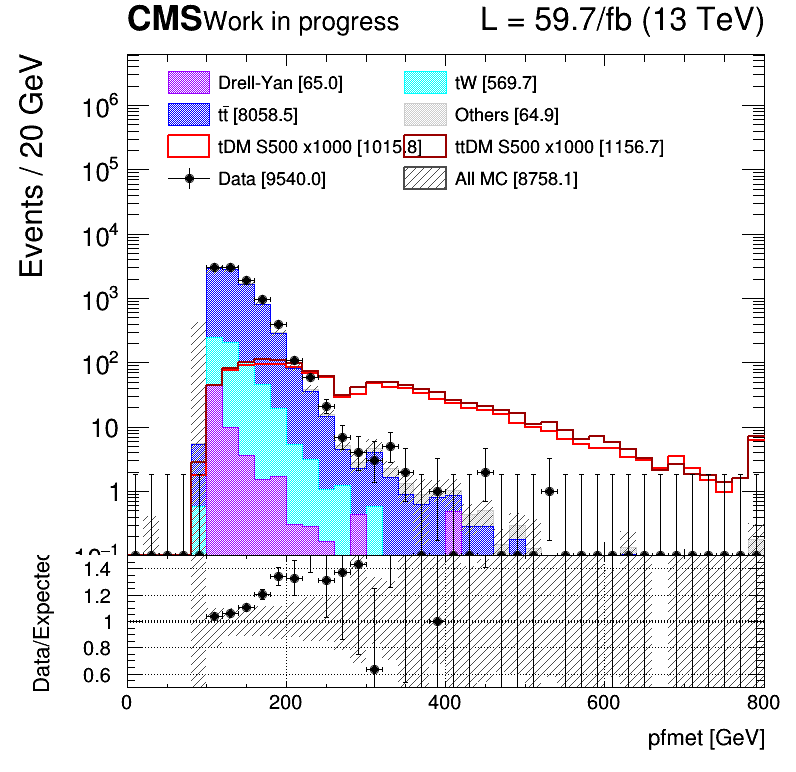 CMS Work in progress L = 59.7/fb (13 TeV)
Events / 20 GeV
Drell-Yan [65.0] tW [569.7]
tt̄ [8058.5] Others [64.9]
tDM S500 x1000 [1015.8] ttDM S500 x1000 [1156.7]
Data [9540.0] All MC [8758.1]
10⁶
10⁵
10⁴
10³
10²
10
1
10⁻¹
Data/Expected
1.4
1.2
1
0.8
0.6
0 200 400 600 800
pfmet [GeV]